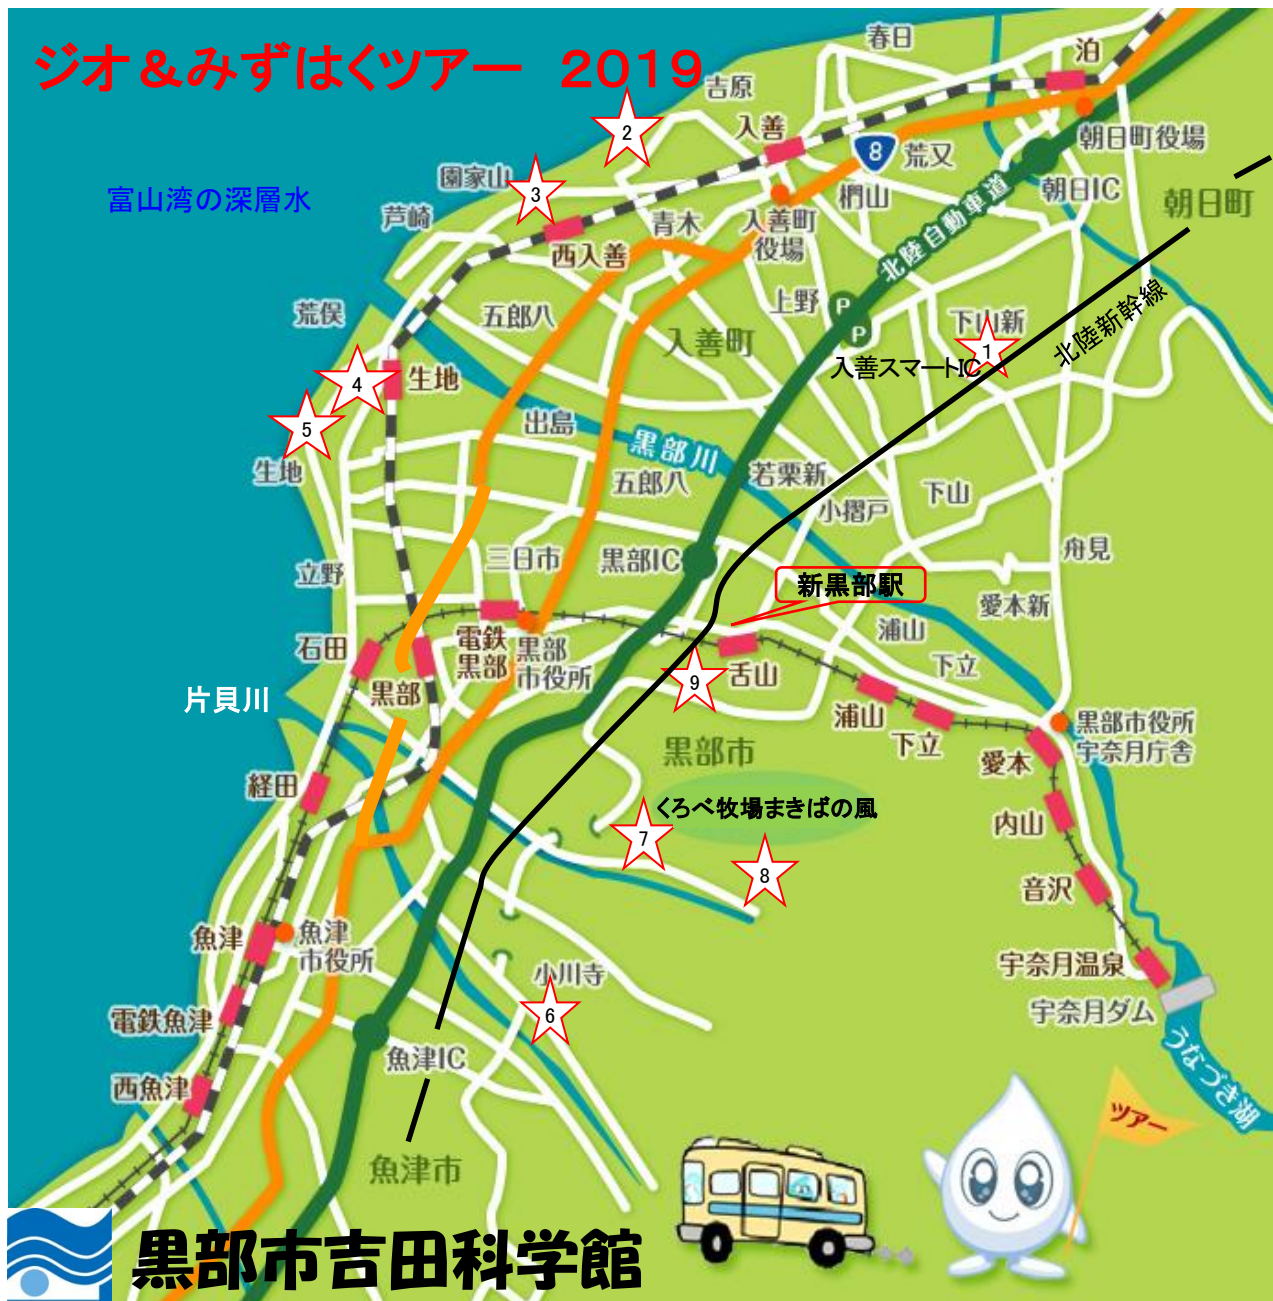 ジオ＆みずはくツアー　２０１９
春日
泊
吉原
2
入善
8
荒又
朝日町役場
園家山
3
富山湾の深層水
芦崎
青木
入善町
役場
椚山
朝日IC
朝日町
北陸自動車道
西入善
荒俣
五郎八
上野
P
P
入善町
下山新
1
北陸新幹線
入善スマートIC
4
生地
5
出島
黒部川
生地
五郎八
若栗新
下山
小摺戸
三日市
黒部IC
舟見
立野
新黒部駅
愛本新
石田
電鉄
黒部
黒部
市役所
浦山
下立
黒部
9
舌山
片貝川
浦山
下立
黒部市役所
宇奈月庁舎
黒部市
愛本
経田
くろべ牧場まきばの風
7
内山
8
音沢
魚津
魚津
市役所
小川寺
宇奈月温泉
6
宇奈月ダム
電鉄魚津
魚津IC
うなづき湖
西魚津
ツアー
魚津市
黒部市吉田科学館